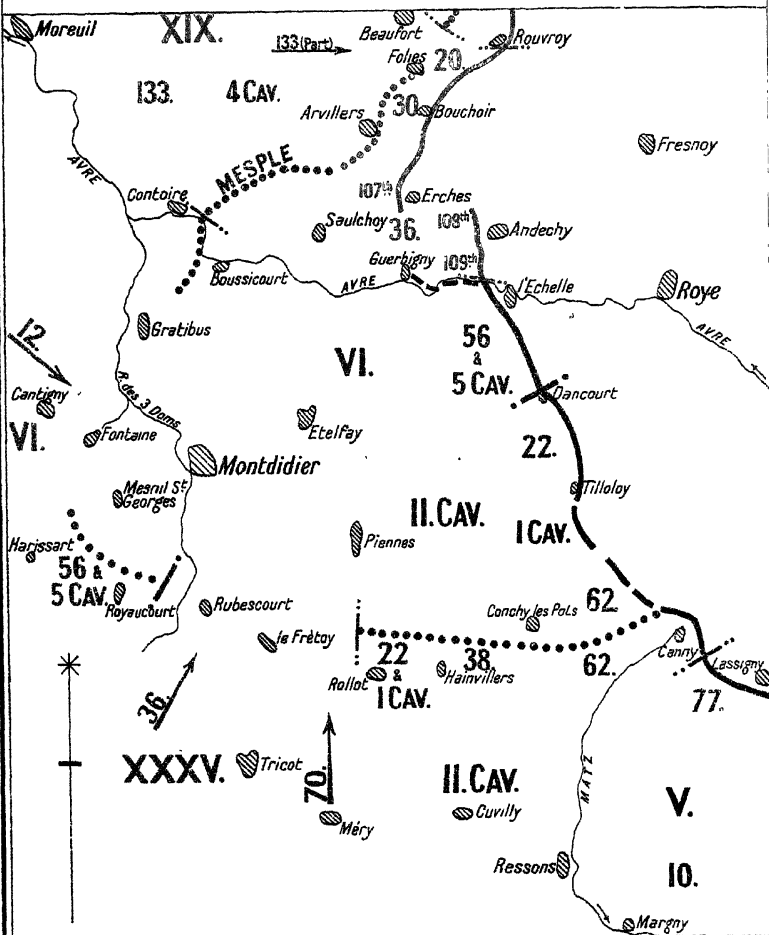 Moreuil
XIX.
133 (Part)
Beaufort
Rouvroy
Folies
20.
133.
4 CAV.
30.
Arvillers
Bouchoir
Fresnoy
AVRE
MESPLE
107th
Contoire
Erches
Saulchoy
36.
108th
Andechy
Guerbigny
109th
Boussicourt
AVRE
l'Echelle
Roye
Gratibus
12.
56
&
5 CAV.
AVRE
VI.
R. des 3 Doms
Dancourt
Cantigny
VI.
Fontaine
Etelfay
22.
Montdidier
Mesnil St.
Georges
Tilloloy
II.CAV.
I CAV.
Harissart
Piennes
56 &
5 CAV.
Royaucourt
Rubescourt
Conchy les Pots
62.
le Frétoy
Canny
Lassigny
22
&
I CAV.
38.
62.
Rollot
Hainvillers
77.
36.
XXXV.
Tricot
70.
II.CAV.
MATZ
V.
Méry
Cuvilly
Ressons
10.
Margny